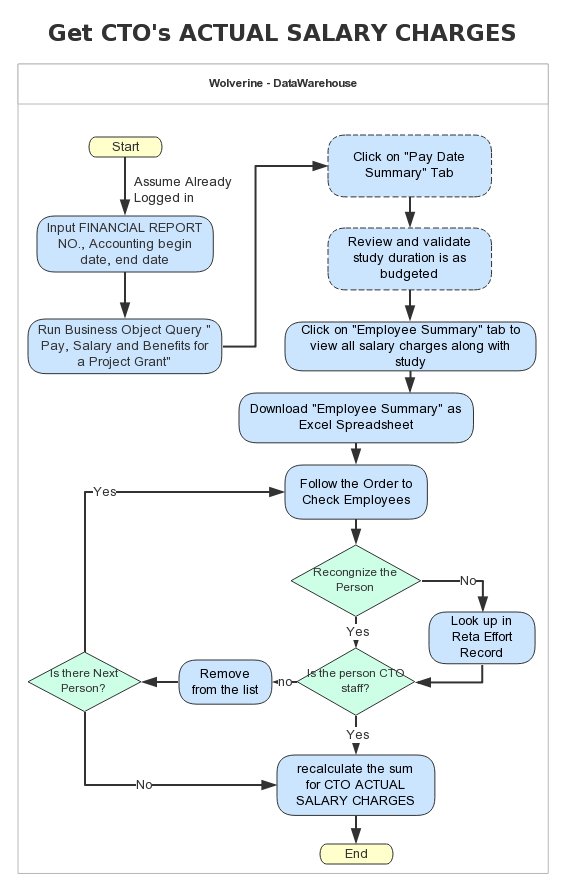 Get CTO's ACTUAL SALARY CHARGES
Wolverine - DataWarehouse
Start
Assume Already
Logged in
Input FINANCIAL REPORT
NO., Accounting begin
date, end date
Run Business Object Query "
Pay, Salary and Benefits for
a Project Grant"
Click on "Pay Date
Summary" Tab
Review and validate
study duration is as
budgeted
Click on "Employee Summary" tab to
view all salary charges along with
study
Download "Employee Summary" as
Excel Spreadsheet
Follow the Order to
Check Employees
Yes
Recongnize the
Person
No
Look up in
Reta Effort
Record
Yes
Is the person CTO
staff?
no
Remove
from the list
Is there Next
Person?
Yes
No
recalculate the sum
for CTO ACTUAL
SALARY CHARGES
End